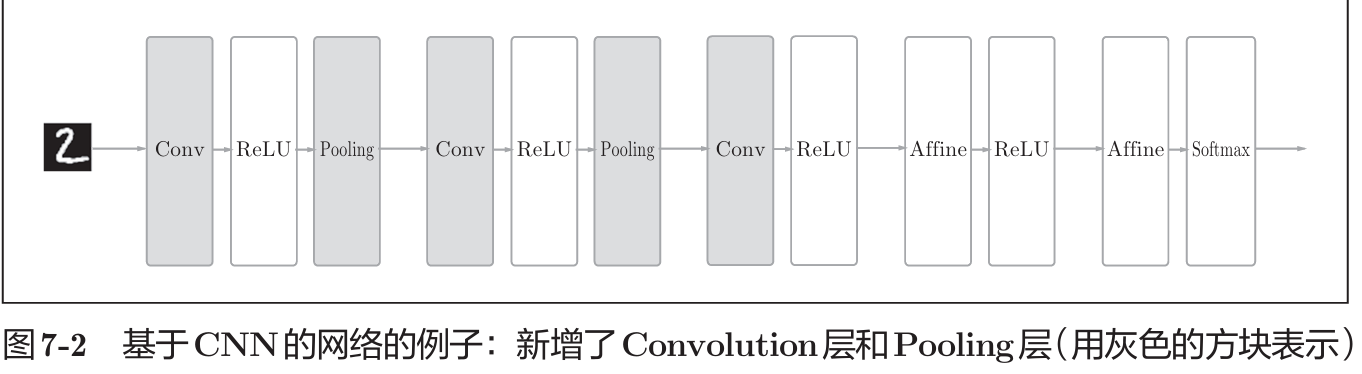 2 Conv ReLU Pooling Conv ReLU Pooling Conv ReLU Affine ReLU Affine Softmax
图7-2 基于CNN的网络的例子：新增了Convolution层和Pooling层（用灰色的方块表示）